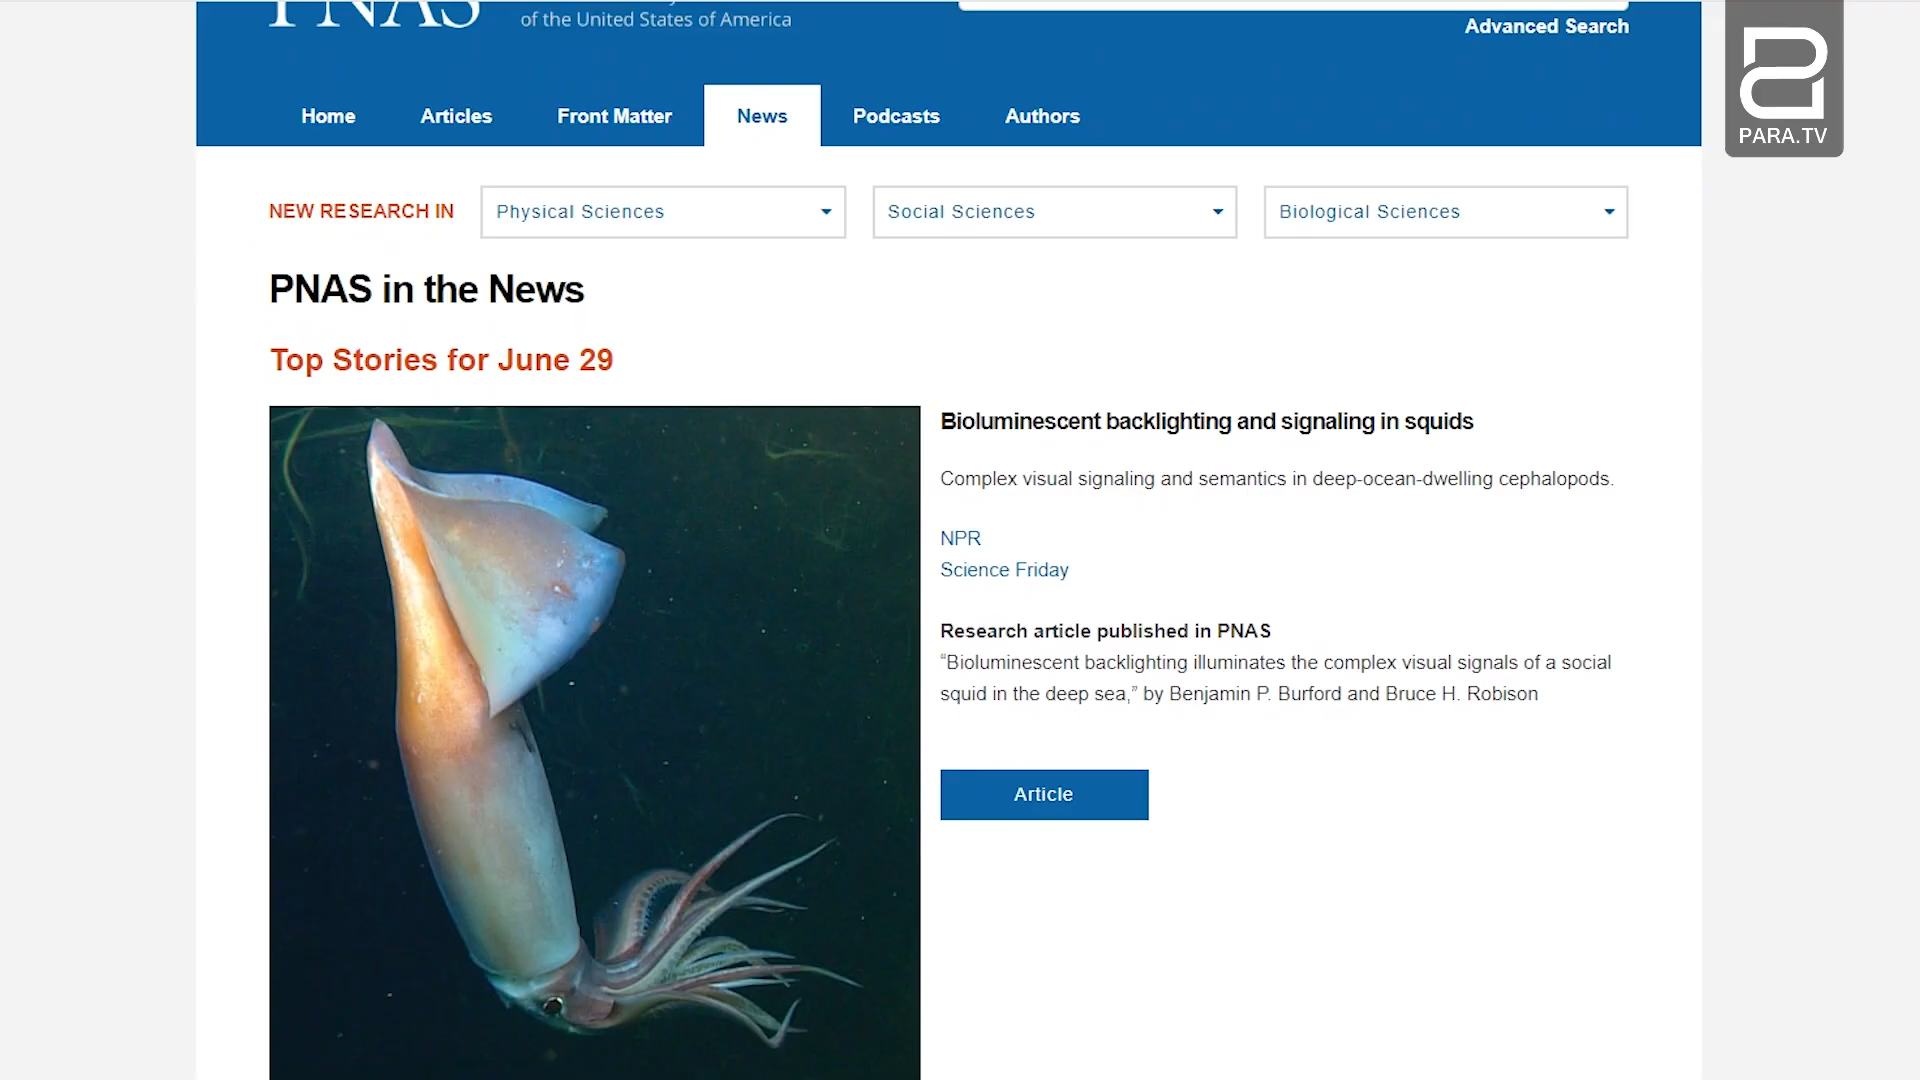 PNAS
of the United States of America
Advanced Search
PARA.TV
Home Articles Front Matter News Podcasts Authors
NEW RESEARCH IN Physical Sciences Social Sciences Biological Sciences
PNAS in the News
Top Stories for June 29
Bioluminescent backlighting and signaling in squids
Complex visual signaling and semantics in deep-ocean-dwelling cephalopods.
NPR
Science Friday
Research article published in PNAS
“Bioluminescent backlighting illuminates the complex visual signals of a social
squid in the deep sea,” by Benjamin P. Burford and Bruce H. Robison
Article